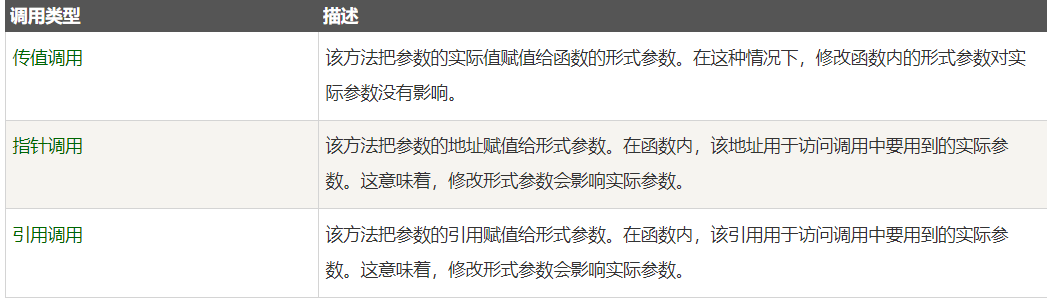 调用类型 描述
传值调用 该方法把参数的实际值赋值给函数的形式参数。在这种情况下，修改函数内的形式参数对实
际参数没有影响。
指针调用 该方法把参数的地址赋值给形式参数。在函数内，该地址用于访问调用中要用到的实际参
数。这意味着，修改形式参数会影响实际参数。
引用调用 该方法把参数的引用赋值给形式参数。在函数内，该引用用于访问调用中要用到的实际参
数。这意味着，修改形式参数会影响实际参数。